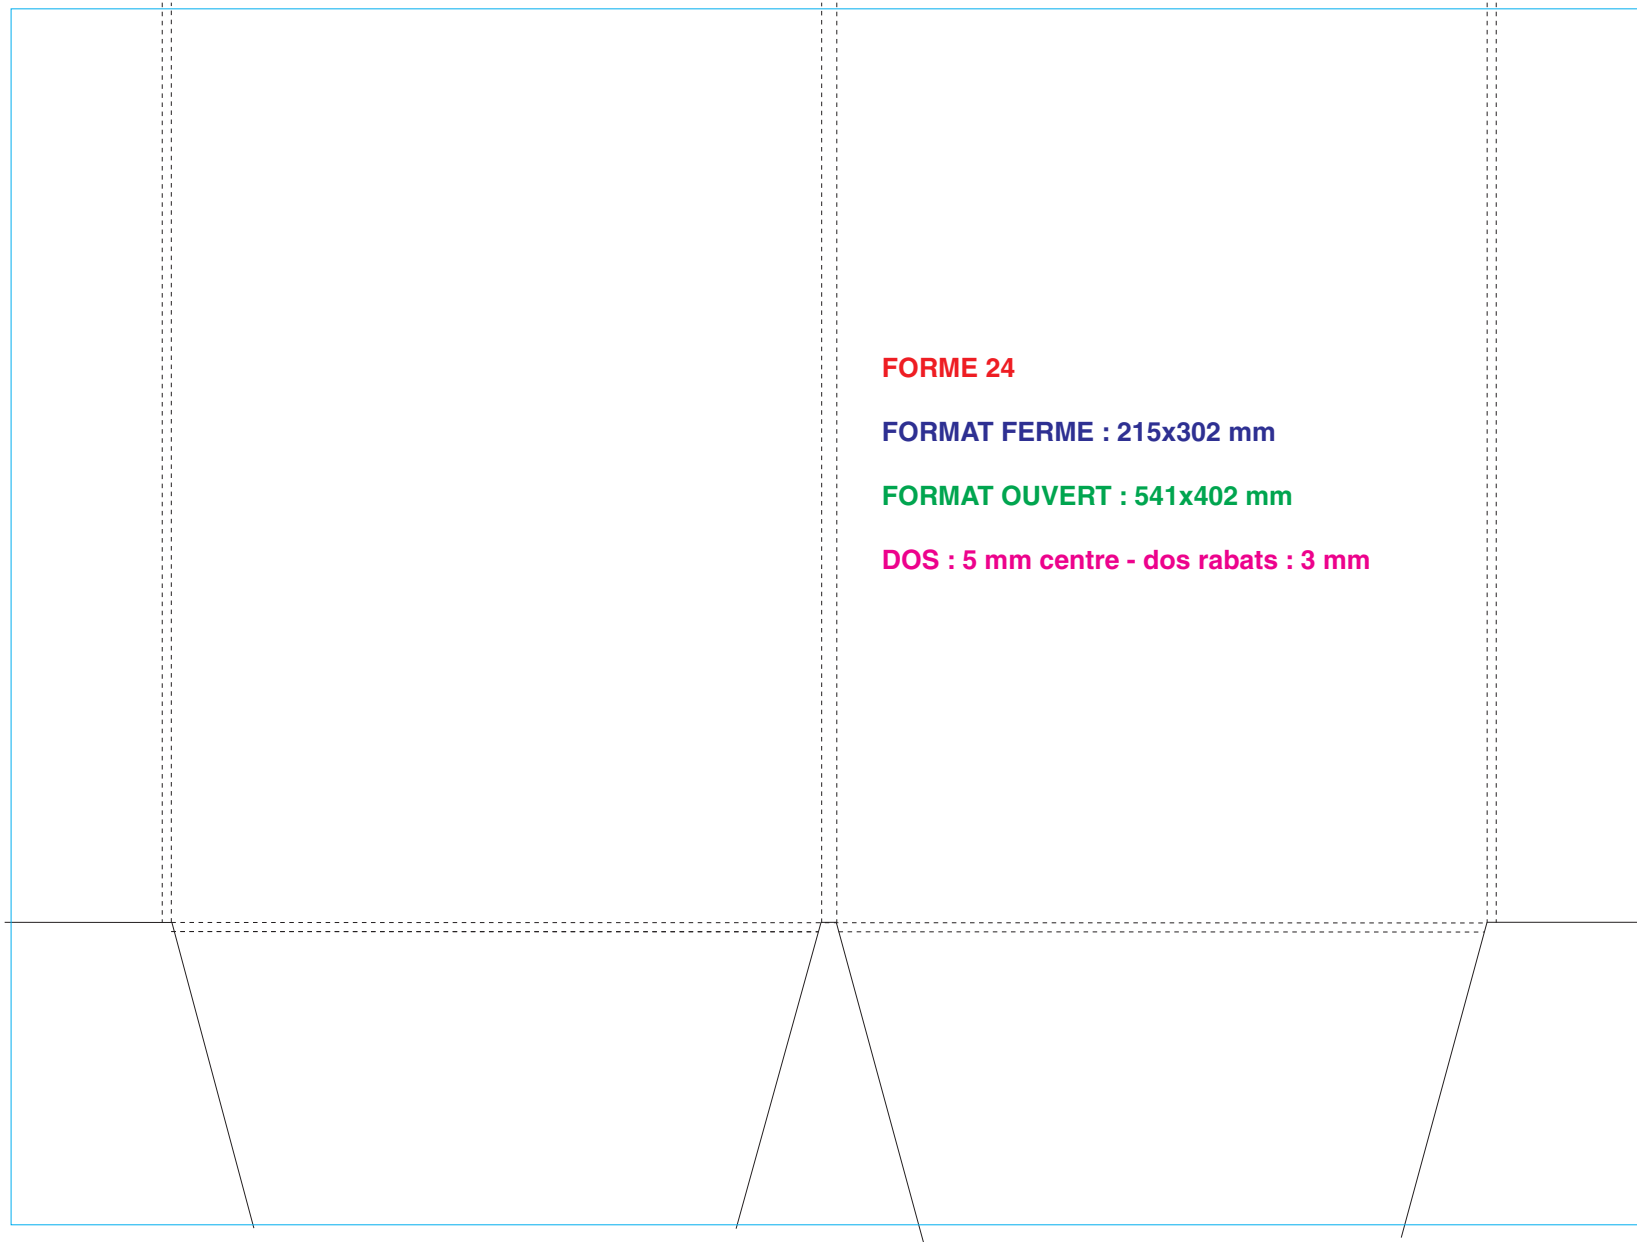 FORME 24
FORMAT FERME : 215x302 mm
FORMAT OUVERT : 541x402 mm
DOS : 5 mm centre - dos rabats : 3 mm